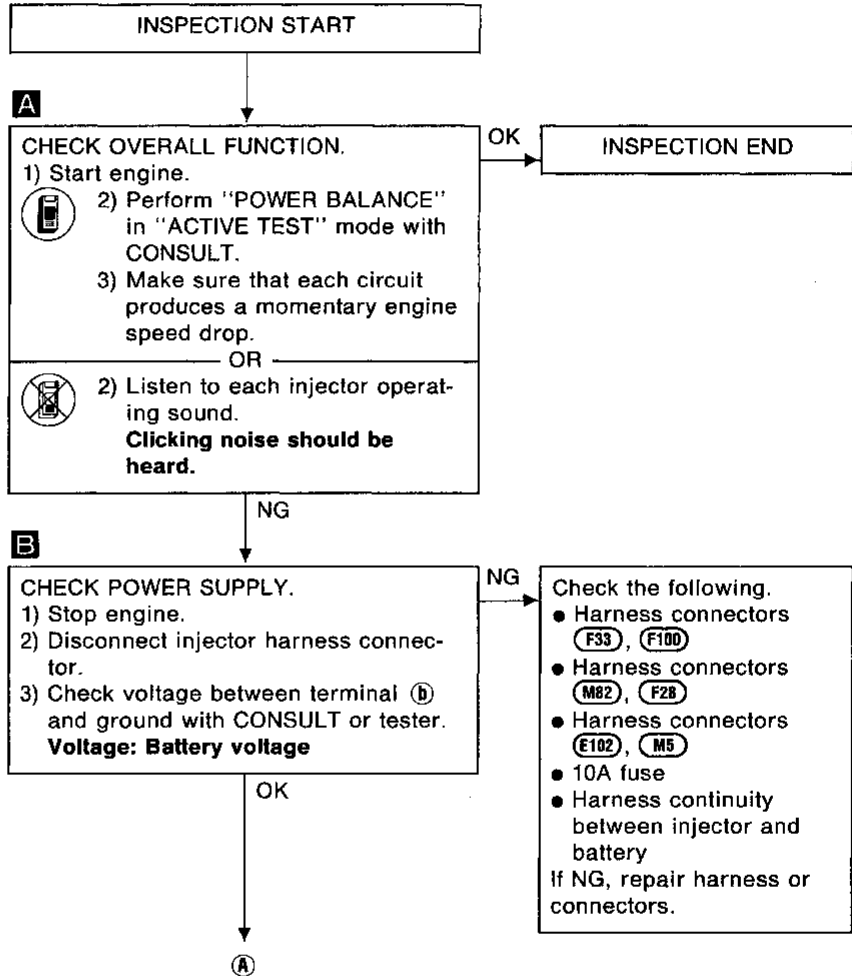 INSPECTION START
A
CHECK OVERALL FUNCTION.
1) Start engine.
2) Perform "POWER BALANCE"
in "ACTIVE TEST" mode with
CONSULT.
3) Make sure that each circuit
produces a momentary engine
speed drop.
OR
2) Listen to each injector operat-
ing sound.
Clicking noise should be
heard.
OK
INSPECTION END
NG
B
CHECK POWER SUPPLY.
1) Stop engine.
2) Disconnect injector harness connec-
tor.
3) Check voltage between terminal ⓑ
and ground with CONSULT or tester.
Voltage: Battery voltage
NG
Check the following.
● Harness connectors
F33, F100
● Harness connectors
M82, F28
● Harness connectors
E102, M5
● 10A fuse
● Harness continuity
between injector and
battery
If NG, repair harness or
connectors.
OK
Ⓐ